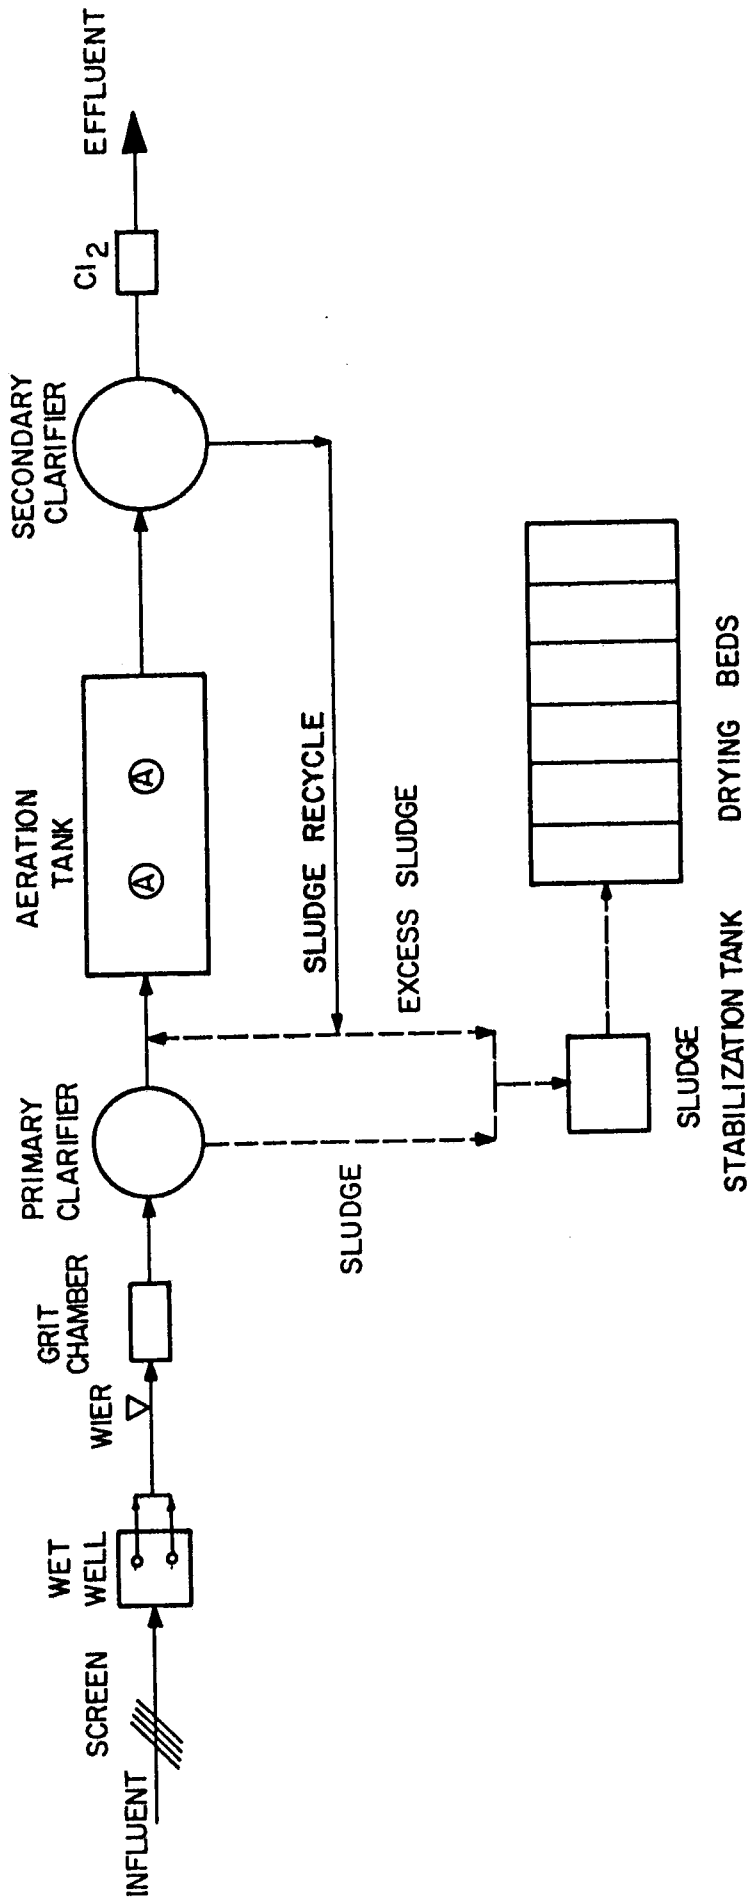 INFLUENT
SCREEN
WET
WELL
WIER
GRIT
CHAMBER
PRIMARY
CLARIFIER
AERATION
TANK
A
A
SECONDARY
CLARIFIER
Cl2
EFFLUENT
SLUDGE RECYCLE
SLUDGE
EXCESS SLUDGE
SLUDGE
STABILIZATION TANK
DRYING BEDS